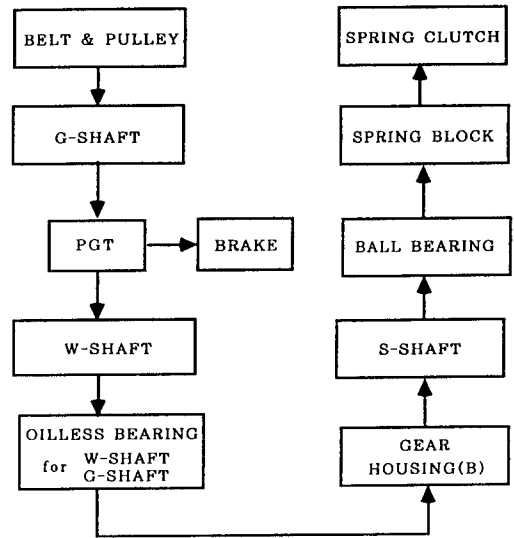 BELT & PULLEY
G-SHAFT
PGT
BRAKE
W-SHAFT
OILLESS BEARING
for W-SHAFT
G-SHAFT
SPRING CLUTCH
SPRING BLOCK
BALL BEARING
S-SHAFT
GEAR
HOUSING(B)